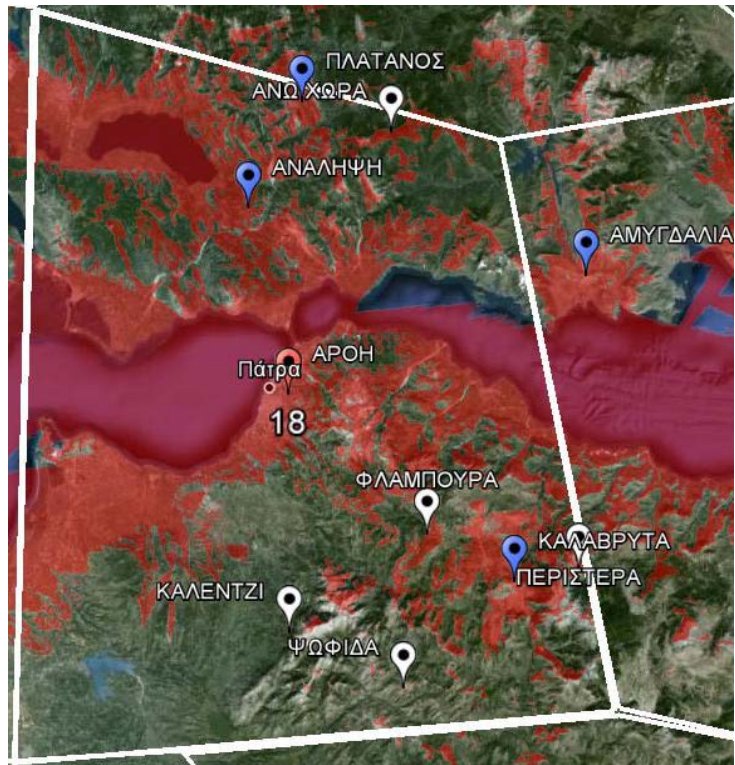 ΠΛΑΤΑΝΟΣ
ΑΝΩ ΧΩΡΑ
ΑΝΑΛΗΨΗ
ΑΜΥΓΔΑΛΙΑ
ΑΡΟΗ
Πάτρα
18
ΦΛΑΜΠΟΥΡΑ
ΚΑΛΑΒΡΥΤΑ
ΠΕΡΙΣΤΕΡΑ
ΚΑΛΕΝΤΖΙ
ΨΩΦΙΔΑ